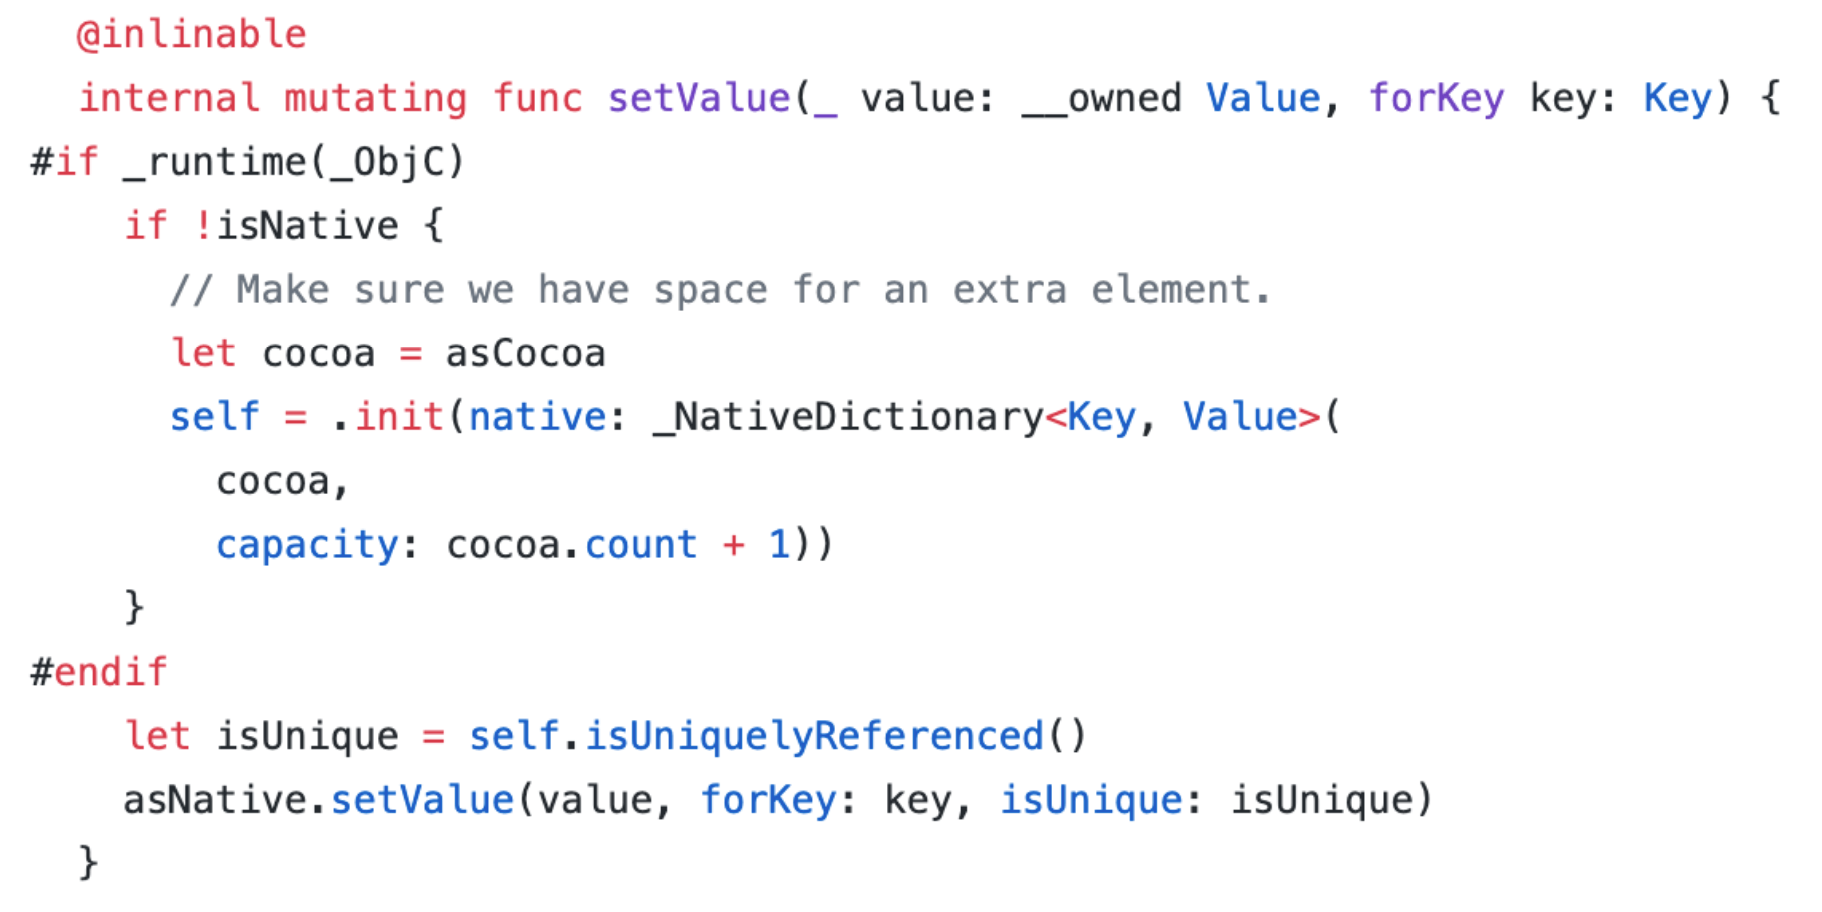 @inlinable
internal mutating func setValue(_ value: __owned Value, forKey key: Key) {
#if _runtime(_ObjC)
if !isNative {
// Make sure we have space for an extra element.
let cocoa = asCocoa
self = .init(native: _NativeDictionary<Key, Value>(
cocoa,
capacity: cocoa.count + 1))
}
#endif
let isUnique = self.isUniquelyReferenced()
asNative.setValue(value, forKey: key, isUnique: isUnique)
}